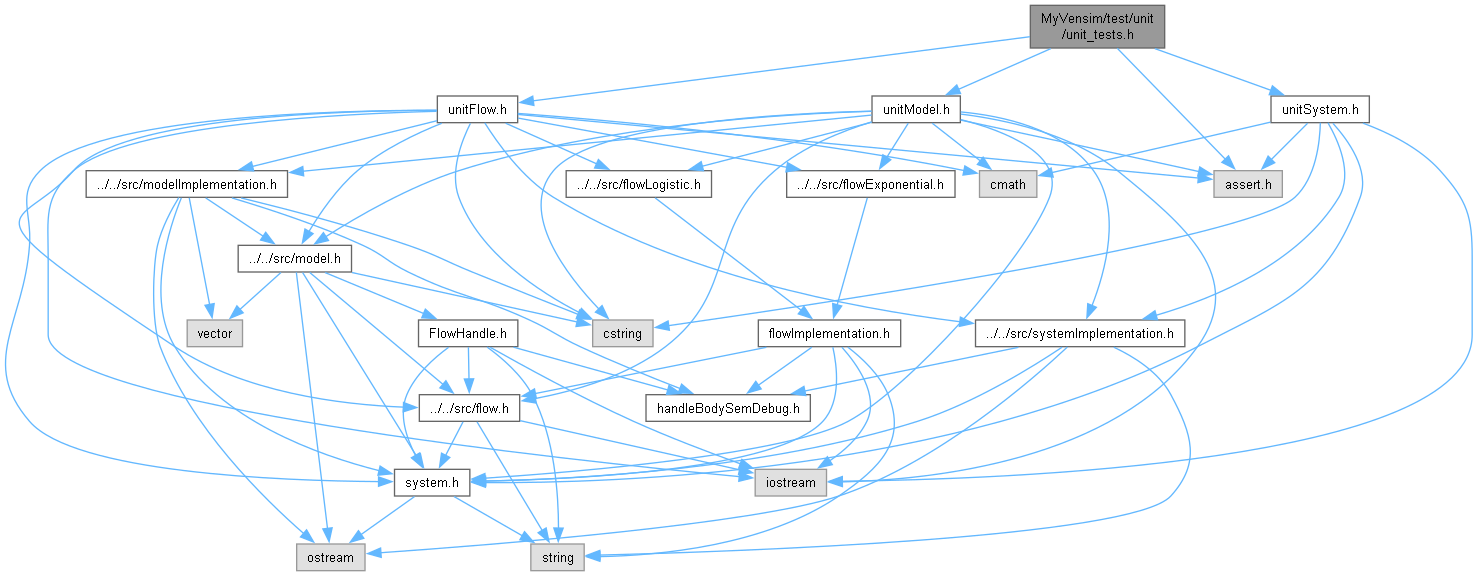 MyVensim/test/unit
/unit_tests.h
unitFlow.h
unitModel.h
unitSystem.h
../../src/modelImplementation.h
../../src/flowLogistic.h
../../src/flowExponential.h
cmath
assert.h
../../src/model.h
vector
FlowHandle.h
cstring
flowImplementation.h
../../src/systemImplementation.h
../../src/flow.h
handleBodySemDebug.h
system.h
iostream
ostream
string